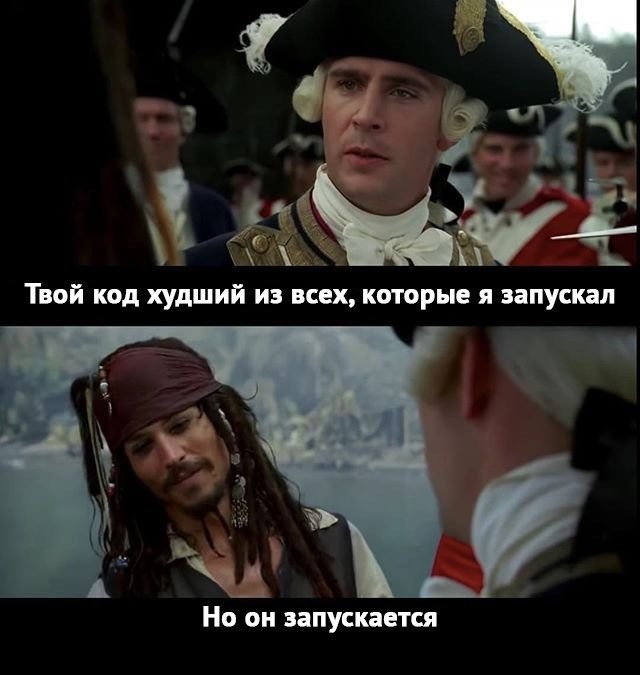 Твой код худший из всех, которые я запускал
Но он запускается